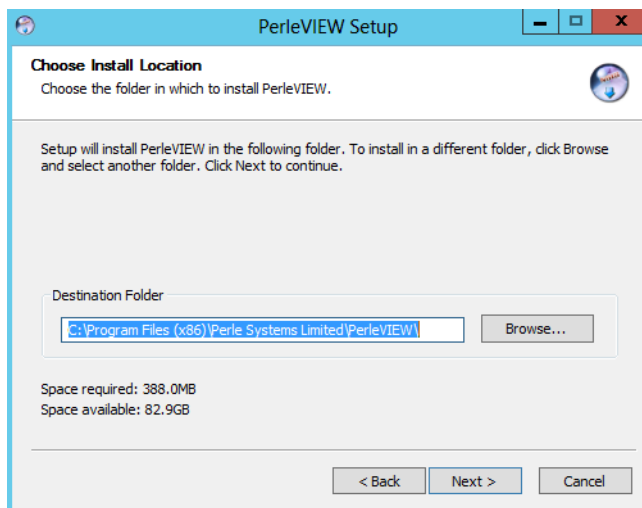 PerleVIEW Setup
Choose Install Location
Choose the folder in which to install PerleVIEW.
Setup will install PerleVIEW in the following folder. To install in a different folder, click Browse
and select another folder. Click Next to continue.
Destination Folder
C:\Program Files (x86)\Perle Systems Limited\PerleVIEW\
Browse...
Space required: 388.0MB
Space available: 82.9GB
< Back
Next >
Cancel